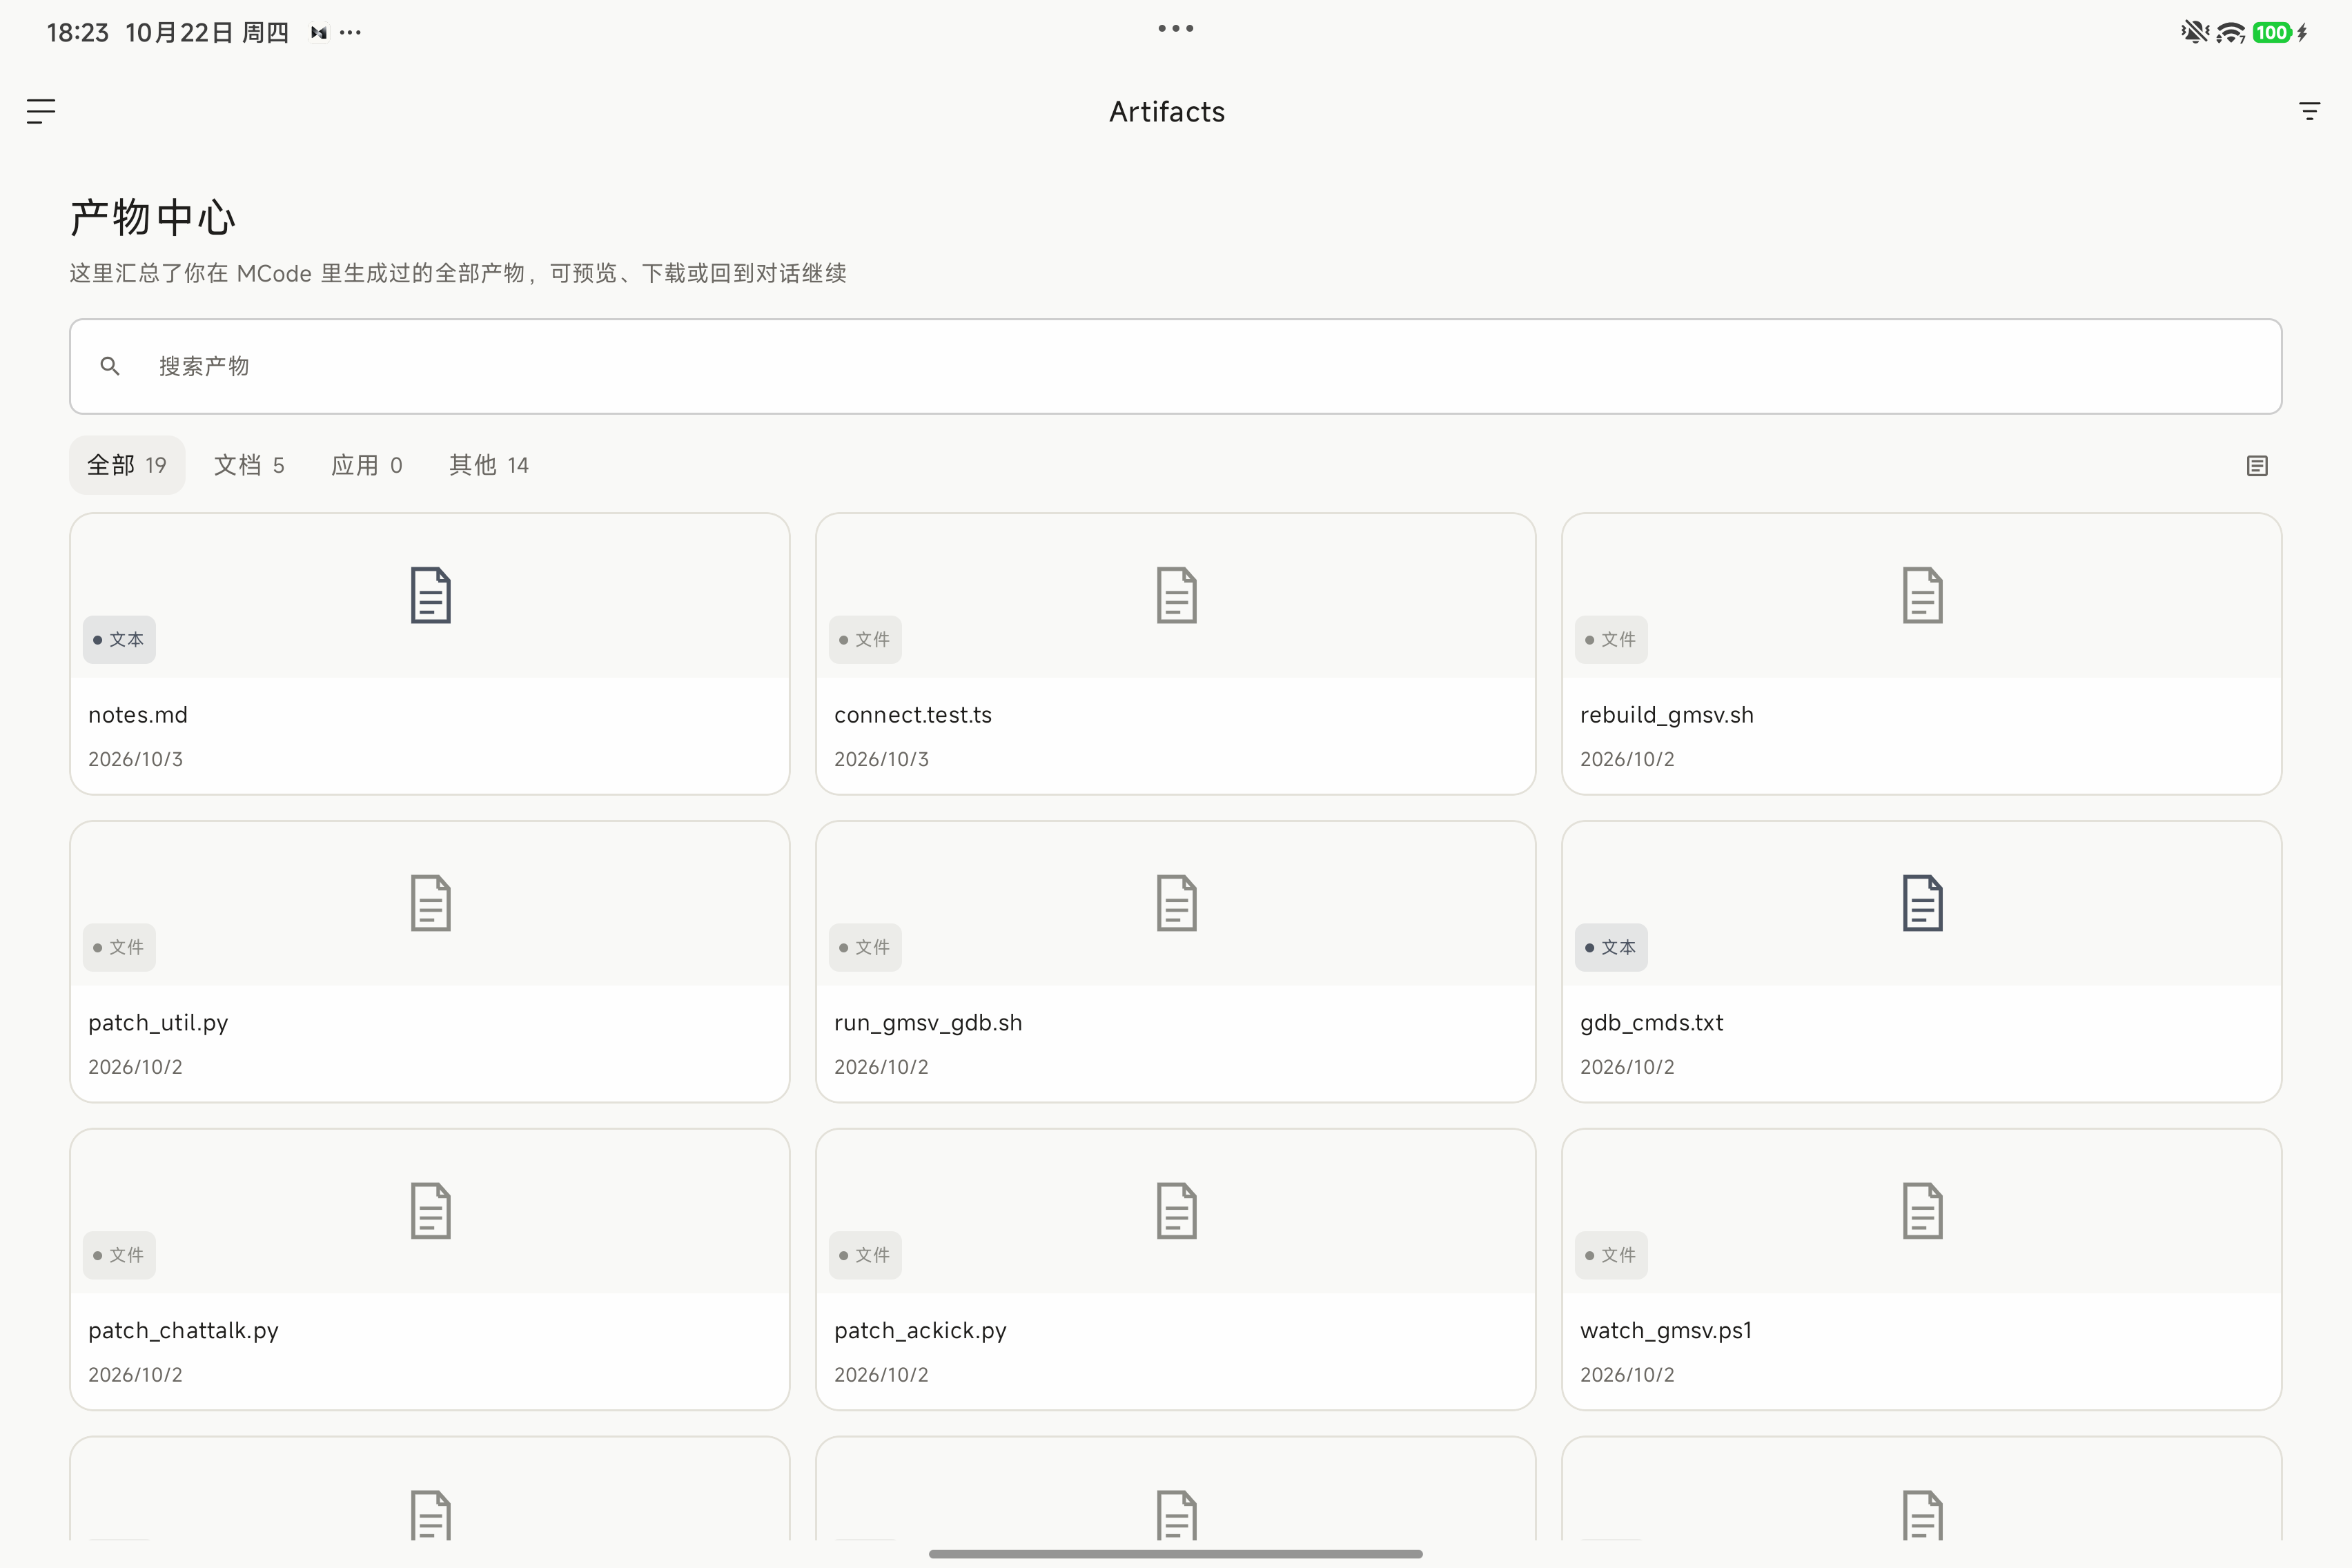 18:23 10月22日 周四 100
Artifacts
产物中心
这里汇总了你在 MCode 里生成过的全部产物，可预览、下载或回到对话继续
搜索产物
全部 19 文档 5 应用 0 其他 14
文本 文件 文件
notes.md connect.test.ts rebuild_gmsv.sh
2026/10/3 2026/10/3 2026/10/2
文件 文件 文本
patch_util.py run_gmsv_gdb.sh gdb_cmds.txt
2026/10/2 2026/10/2 2026/10/2
文件 文件 文件
patch_chattalk.py patch_ackick.py watch_gmsv.ps1
2026/10/2 2026/10/2 2026/10/2